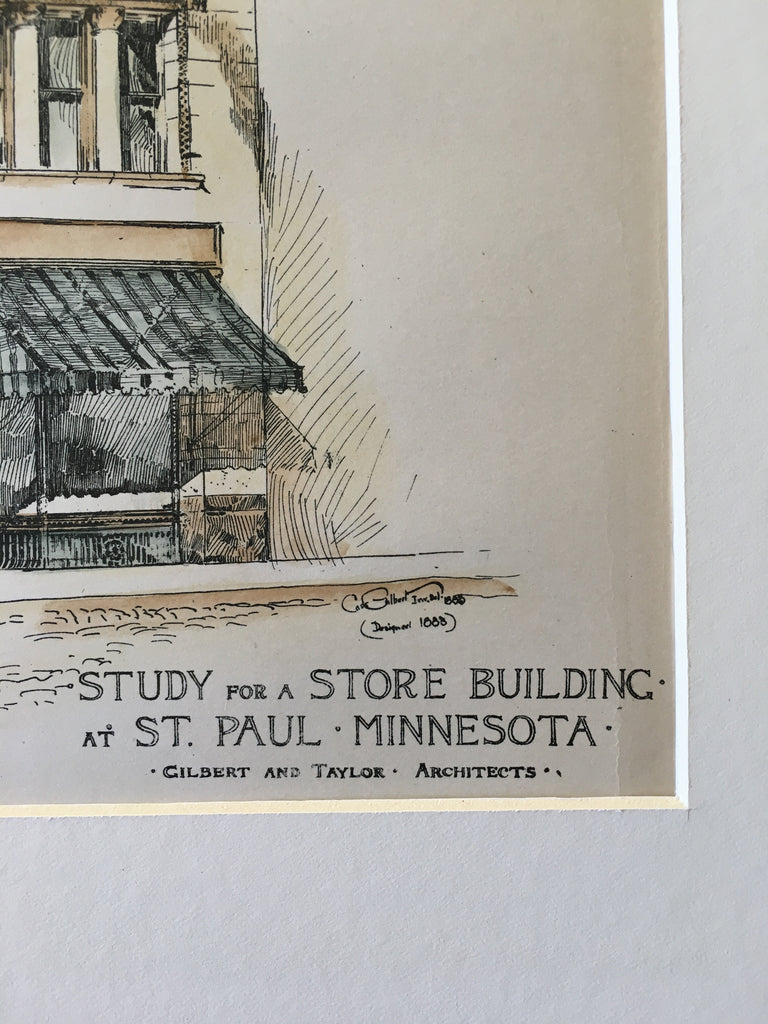 Cass Gilbert Inv. Del. 1888
(Designed 1888)
·STUDY FOR A STORE BUILDING·
AT ST. PAUL · MINNESOTA ·
· GILBERT AND TAYLOR · ARCHITECTS ·